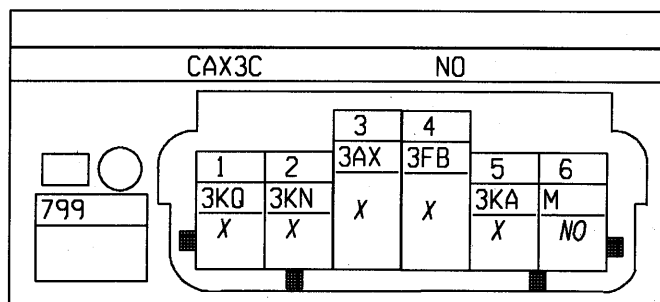 CAX3C NO
3 4
1 2 3AX 3FB 5 6
799 3KQ 3KN 3KA M
X X X X X NO